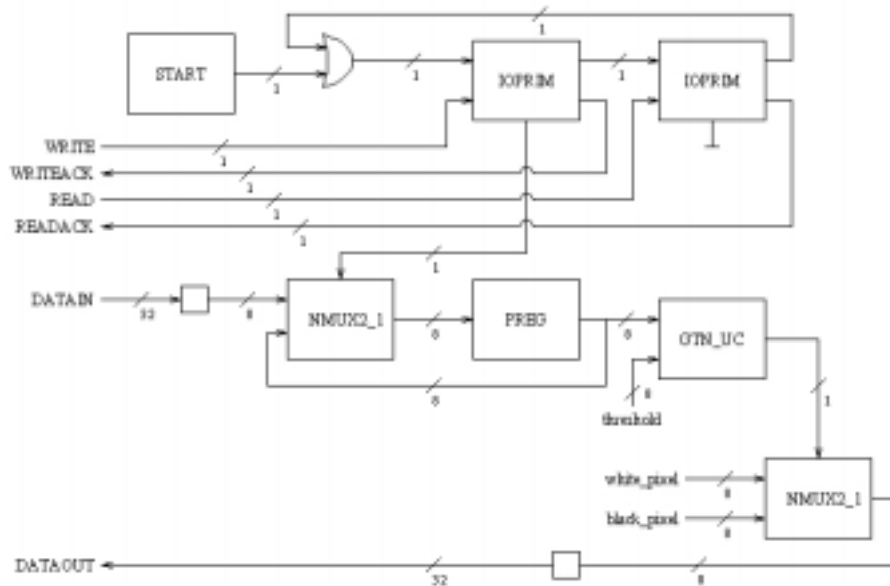 1
START
1
1
IOPRIM
1
IOPRIM
WRITE
1
WRITEACK
1
READ
1
READACK
1
1
DATAIN
32
8
NMUX2_1
8
PREG
8
GTN_UC
8
8
threshold
1
white_pixel
8
NMUX2_1
black_pixel
8
DATAOUT
32
8